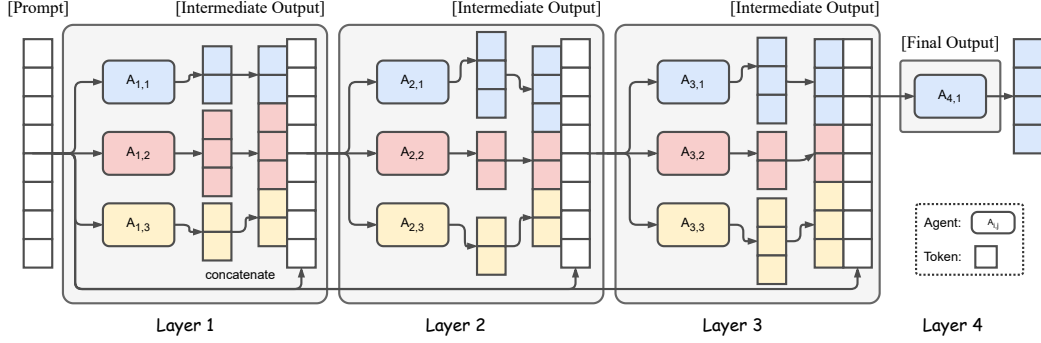 [Prompt]
[Intermediate Output]
[Intermediate Output]
[Intermediate Output]
[Final Output]
A1,1
A1,2
A1,3
concatenate
A2,1
A2,2
A2,3
A3,1
A3,2
A3,3
A4,1
Agent:
Ai,j
Token:
Layer 1
Layer 2
Layer 3
Layer 4